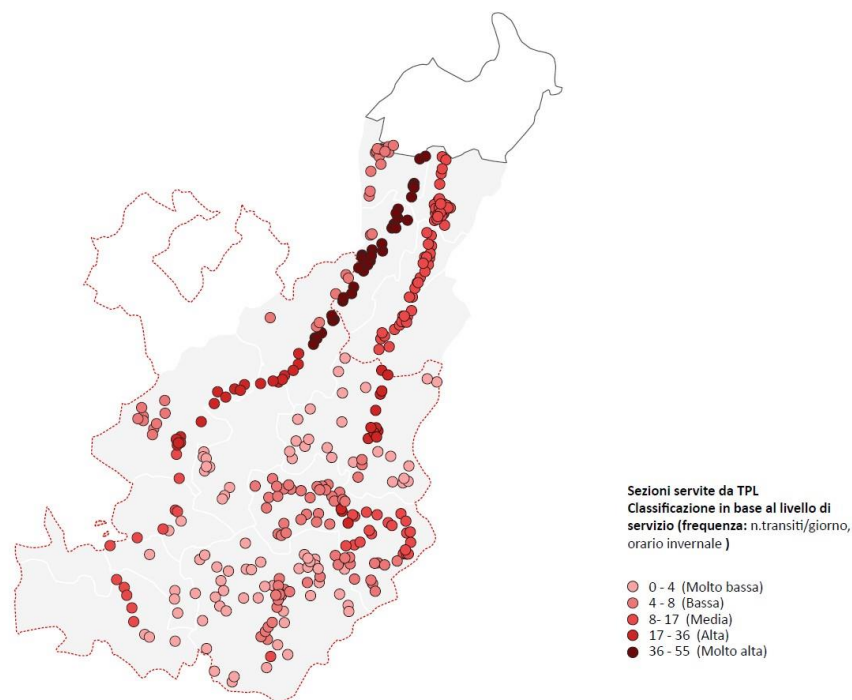 Sezioni servite da TPL
Classificazione in base al livello di
servizio (frequenza: n.transiti/giorno,
orario invernale )
0 - 4 (Molto bassa)
4 - 8 (Bassa)
8 - 17 (Media)
17 - 36 (Alta)
36 - 55 (Molto alta)